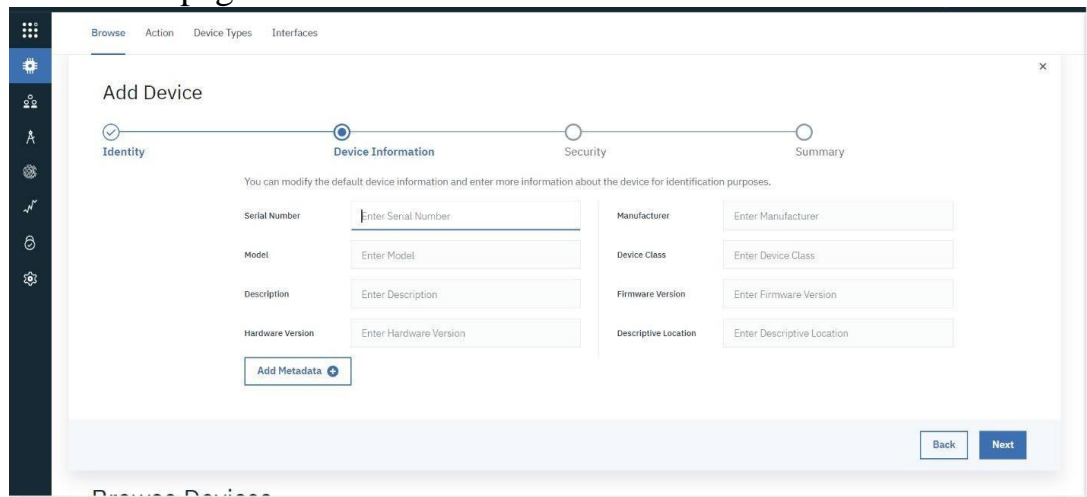 Browse Action Device Types Interfaces
Add Device
Identity Device Information Security Summary
You can modify the default device information and enter more information about the device for identification purposes.
Serial Number Enter Serial Number Manufacturer Enter Manufacturer
Model Enter Model Device Class Enter Device Class
Description Enter Description Firmware Version Enter Firmware Version
Hardware Version Enter Hardware Version Descriptive Location Enter Descriptive Location
Add Metadata
Back Next
Browse Devices